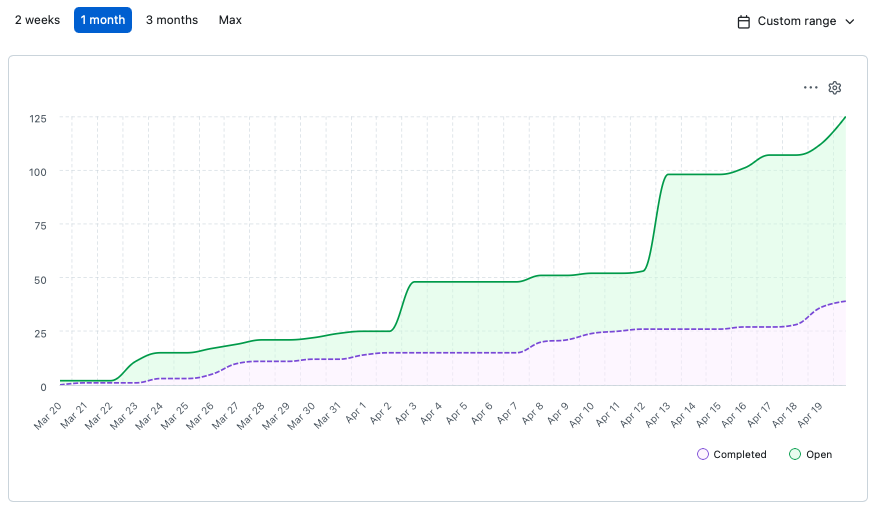 2 weeks 1 month 3 months Max Custom range
125
100
75
50
25
0
Mar 20 Mar 21 Mar 22 Mar 23 Mar 24 Mar 25 Mar 26 Mar 27 Mar 28 Mar 29 Mar 30 Mar 31 Apr 1 Apr 2 Apr 3 Apr 4 Apr 5 Apr 6 Apr 7 Apr 8 Apr 9 Apr 10 Apr 11 Apr 12 Apr 13 Apr 14 Apr 15 Apr 16 Apr 17 Apr 18 Apr 19
Completed Open